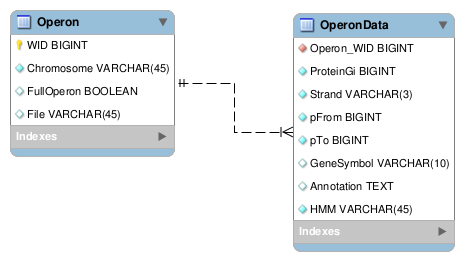 Operon
WID BIGINT
Chromosome VARCHAR(45)
FullOperon BOOLEAN
File VARCHAR(45)
Indexes
OperonData
Operon_WID BIGINT
ProteinGi BIGINT
Strand VARCHAR(3)
pFrom BIGINT
pTo BIGINT
GeneSymbol VARCHAR(10)
Annotation TEXT
HMM VARCHAR(45)
Indexes